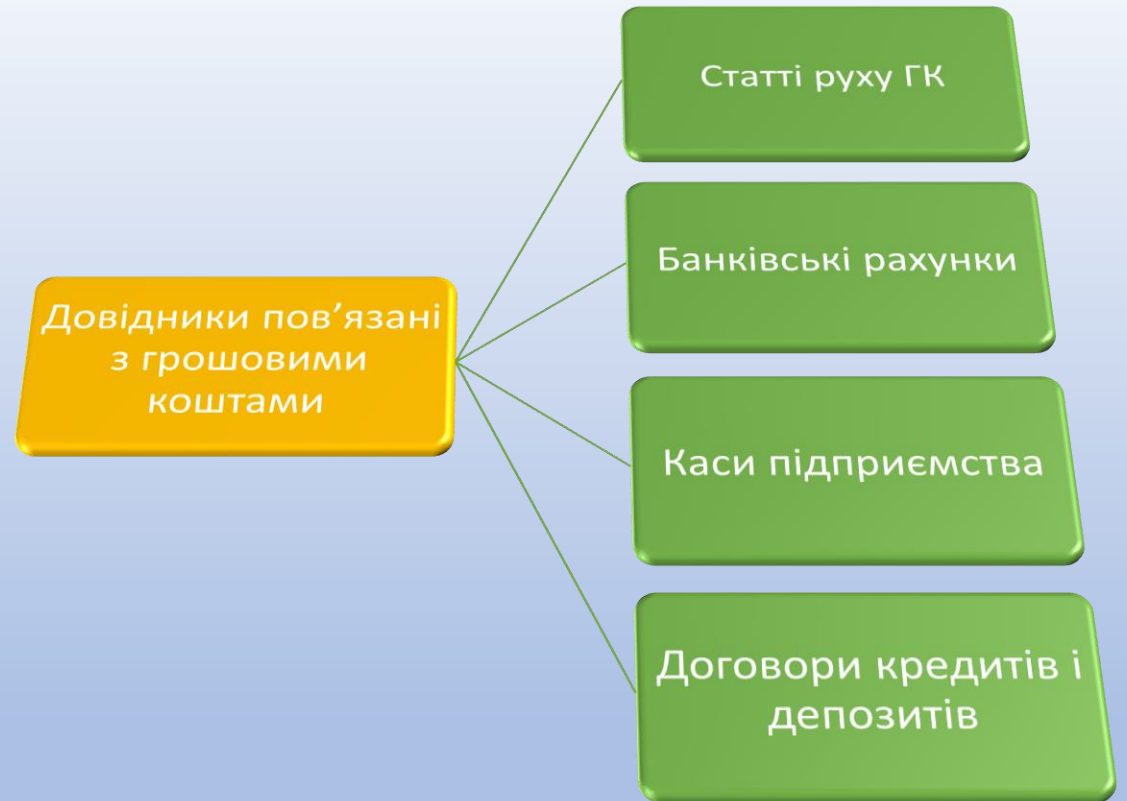 Статті руху ГК
Банківські рахунки
Довідники пов’язані
з грошовими
коштами
Каси підприємства
Договори кредитів і
депозитів